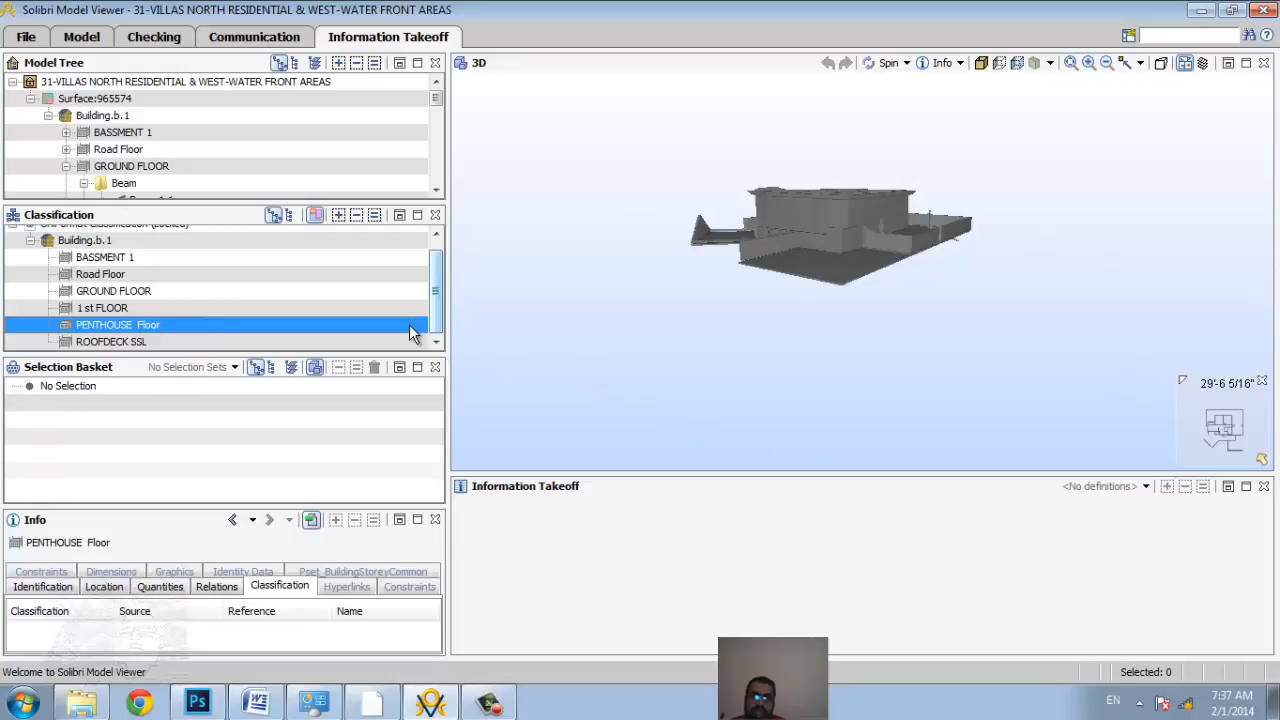 Solibri Model Viewer - 31-VILLAS NORTH RESIDENTIAL & WEST-WATER FRONT AREAS
File Model Checking Communication Information Takeoff
Model Tree
31-VILLAS NORTH RESIDENTIAL & WEST-WATER FRONT AREAS
Surface:965574
Building.b.1
BASSMENT 1
Road Floor
GROUND FLOOR
Beam
Classification
Building.b.1
BASSMENT 1
Road Floor
GROUND FLOOR
1 st FLOOR
PENTHOUSE Floor
ROOFDECK SSL
Selection Basket No Selection Sets
No Selection
Info
PENTHOUSE Floor
Constraints Dimensions Graphics Identity Data Pset_BuildingStoreyCommon
Identification Location Quantities Relations Classification Hyperlinks Constraints
Classification Source Reference Name
3D Spin Info
29'-6 5/16"
Information Takeoff <No definitions>
Welcome to Solibri Model Viewer Selected: 0
Ps W EN 7:37 AM
2/1/2014